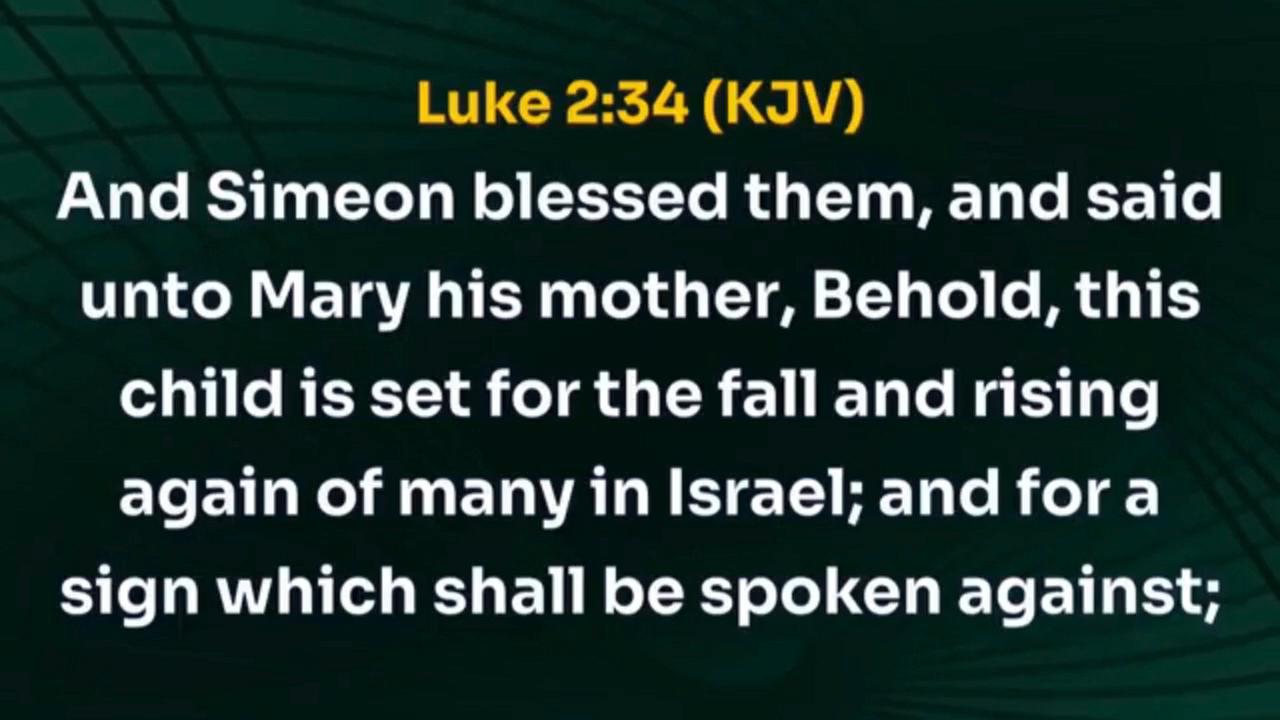 Luke 2:34 (KJV)
And Simeon blessed them, and said
unto Mary his mother, Behold, this
child is set for the fall and rising
again of many in Israel; and for a
sign which shall be spoken against;